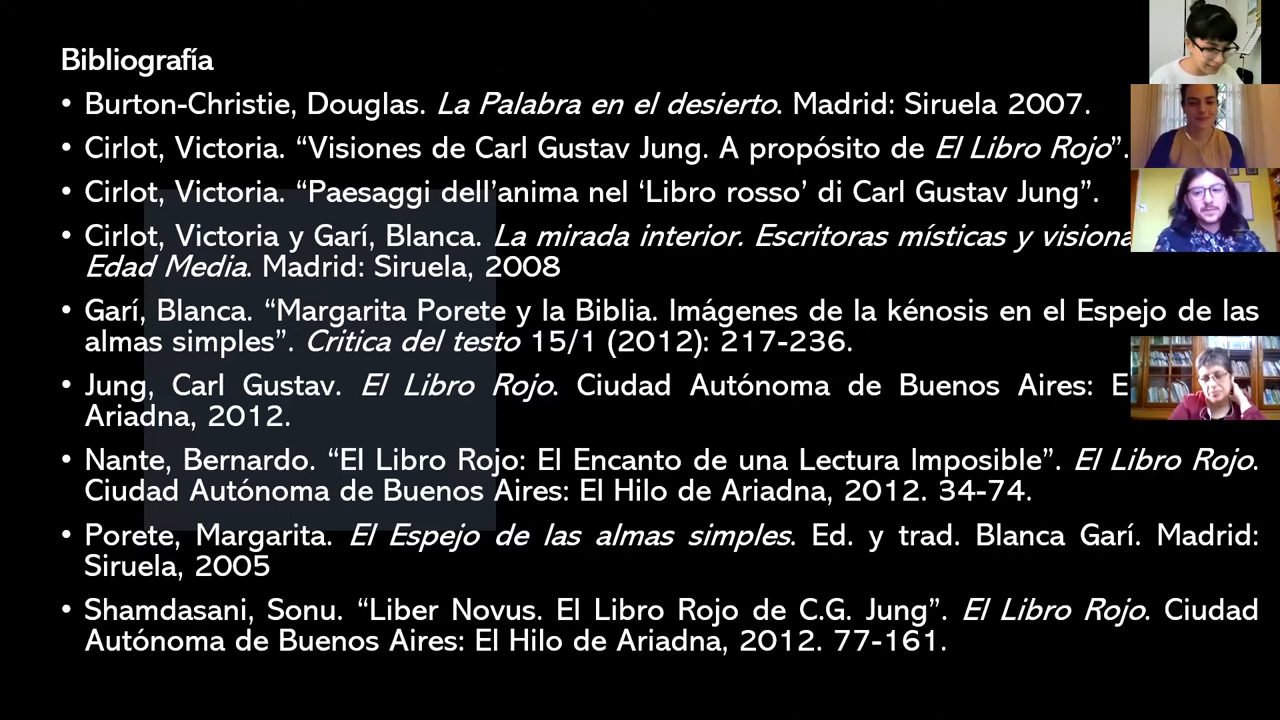 Bibliografía
• Burton-Christie, Douglas. La Palabra en el desierto. Madrid: Siruela 2007.
• Cirlot, Victoria. “Visiones de Carl Gustav Jung. A propósito de El Libro Rojo”.
• Cirlot, Victoria. “Paesaggi dell’anima nel ‘Libro rosso’ di Carl Gustav Jung”.
• Cirlot, Victoria y Garí, Blanca. La mirada interior. Escritoras místicas y
Edad Media. Madrid: Siruela, 2008
• Garí, Blanca. “Margarita Porete y la Biblia. Imágenes de la kénosis en el Espejo de las
almas simples”. Critica del testo 15/1 (2012): 217-236.
• Jung, Carl Gustav. El Libro Rojo. Ciudad Autónoma de Buenos Aires:
Ariadna, 2012.
• Nante, Bernardo. “El Libro Rojo: El Encanto de una Lectura Imposible”. El Libro Rojo.
Ciudad Autónoma de Buenos Aires: El Hilo de Ariadna, 2012. 34-74.
• Porete, Margarita. El Espejo de las almas simples. Ed. y trad. Blanca Garí. Madrid:
Siruela, 2005
• Shamdasani, Sonu. “Liber Novus. El Libro Rojo de C.G. Jung”. El Libro Rojo. Ciudad
Autónoma de Buenos Aires: El Hilo de Ariadna, 2012. 77-161.